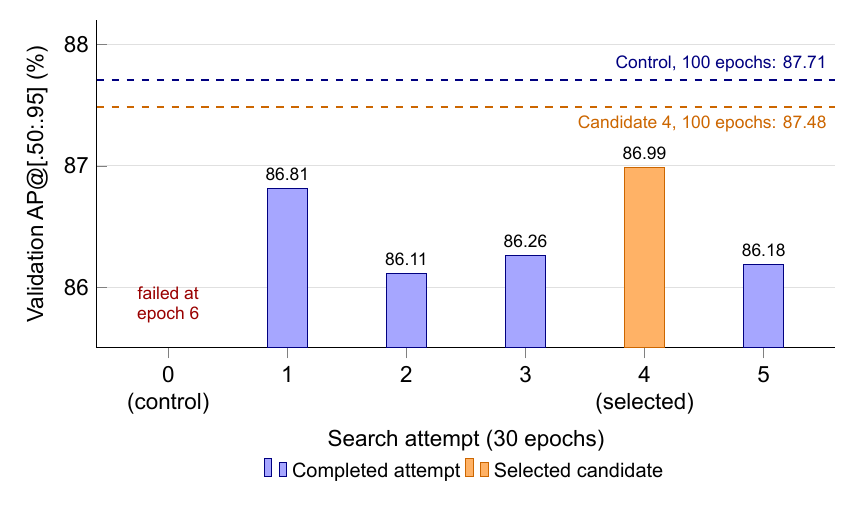 Validation AP@[.50:.95] (%)
88
87
86
Control, 100 epochs: 87.71
Candidate 4, 100 epochs: 87.48
86.81
86.11
86.26
86.99
86.18
failed at
epoch 6
0
(control)
1
2
3
4
(selected)
5
Search attempt (30 epochs)
Completed attempt
Selected candidate